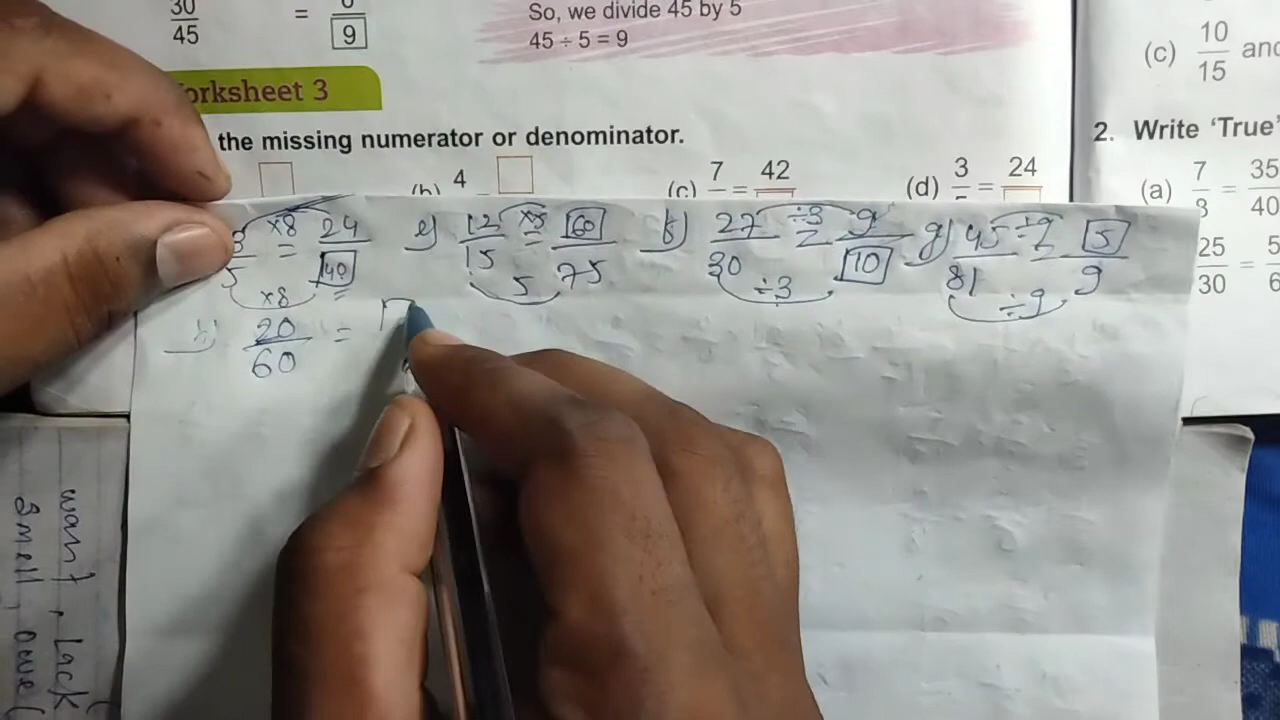 30/45 = 6/9
So, we divide 45 by 5
45 ÷ 5 = 9
Worksheet 3
the missing numerator or denominator.
(b) 4
(c) 7 = 42
(d) 3/5 = 24
×8 3/5 = 24/40 ×8
e) 12/15 = 60/75 ×5 5
f) 27/30 = 9/10 ÷3 ÷3
g) 45/81 = 5/9 ÷9 ÷9
h) 20/60 =
(c) 10/15 and
2. Write 'True'
(a) 7/8 = 35/40
25/30 = 5/6
want, Lack
smell, owe